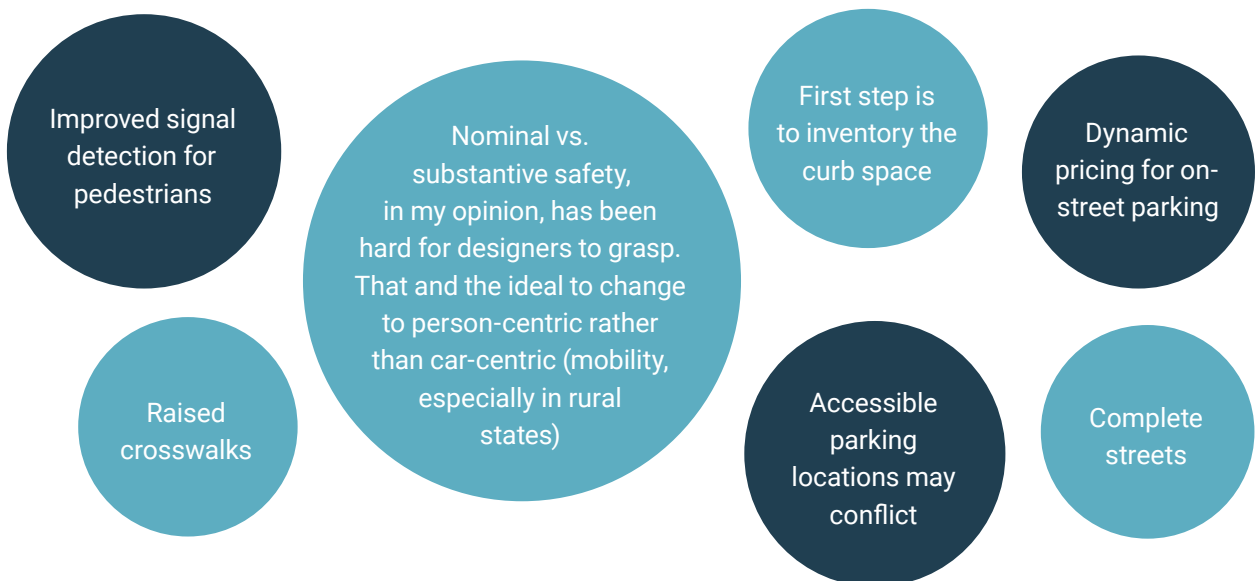 Improved signal
detection for
pedestrians
Raised
crosswalks
Nominal vs.
substantive safety,
in my opinion, has been
hard for designers to grasp.
That and the ideal to change
to person-centric rather
than car-centric (mobility,
especially in rural
states)
First step is
to inventory the
curb space
Accessible
parking
locations may
conflict
Dynamic
pricing for on-
street parking
Complete
streets